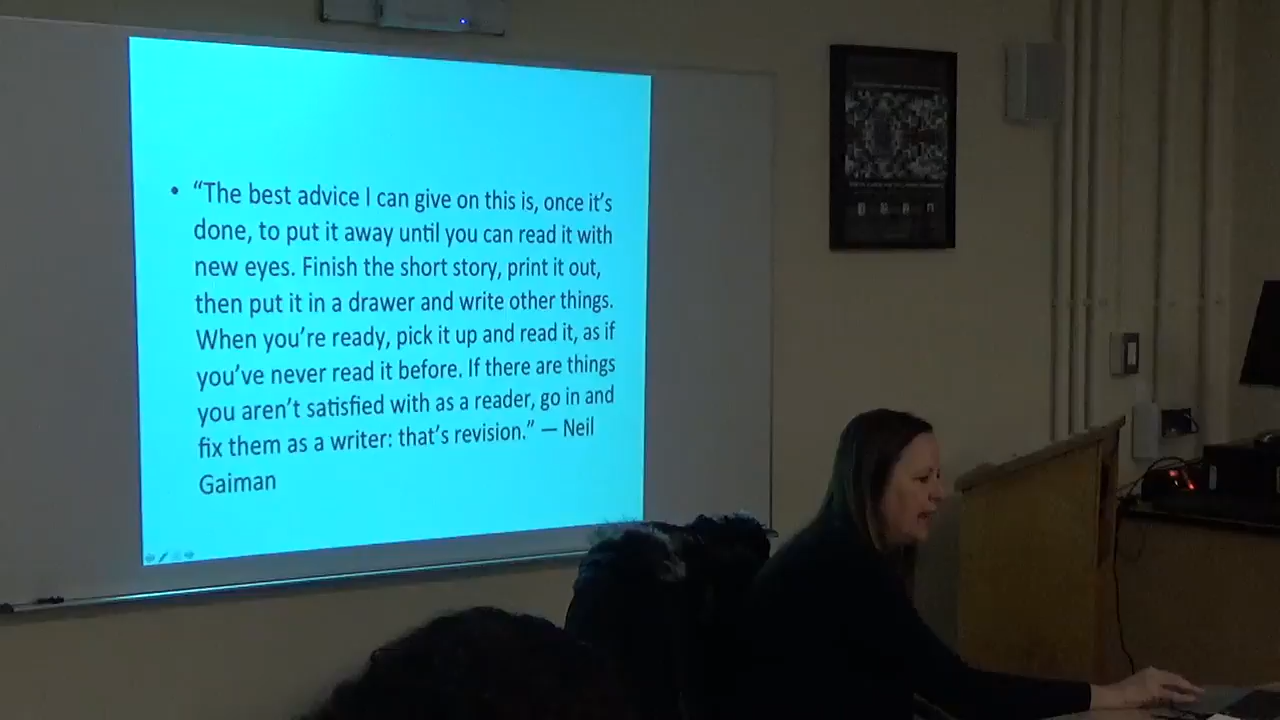 • “The best advice I can give on this is, once it’s
done, to put it away until you can read it with
new eyes. Finish the short story, print it out,
then put it in a drawer and write other things.
When you’re ready, pick it up and read it, as if
you’ve never read it before. If there are things
you aren’t satisfied with as a reader, go in and
fix them as a writer: that’s revision.” — Neil
Gaiman